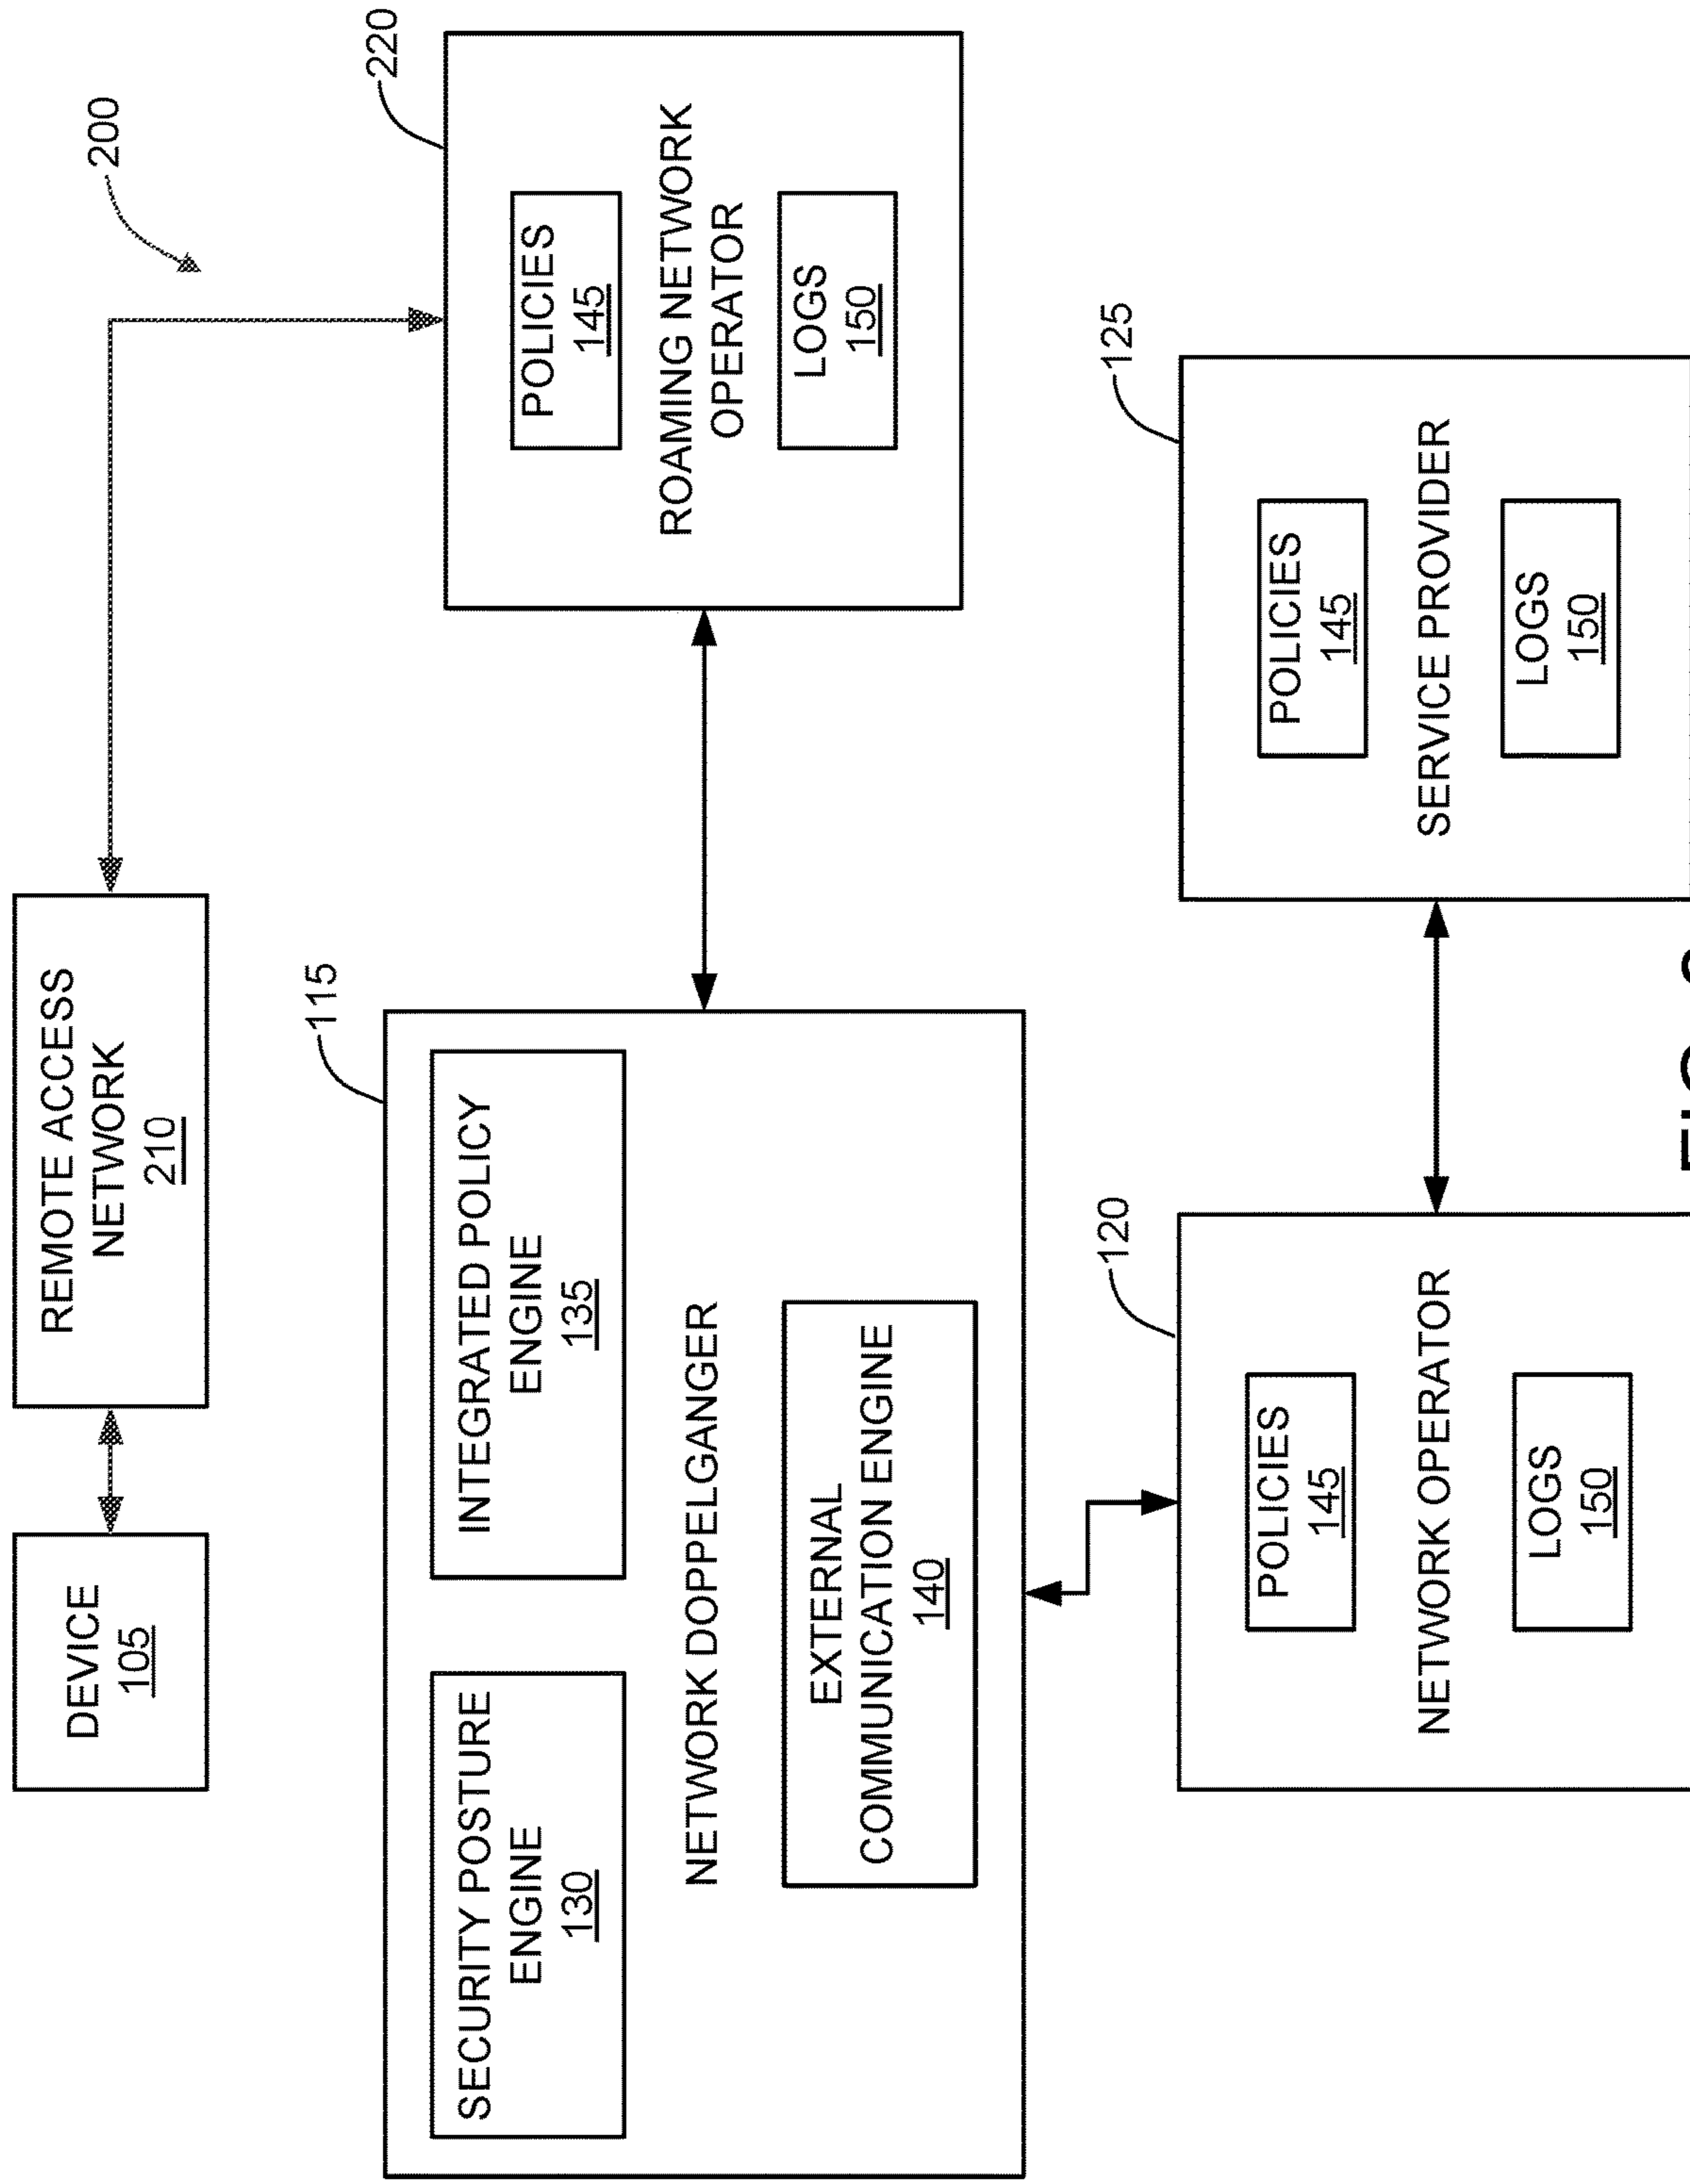 200
DEVICE
105
REMOTE ACCESS
NETWORK
210
115
SECURITY POSTURE
ENGINE
130
INTEGRATED POLICY
ENGINE
135
NETWORK DOPPELGANGER
EXTERNAL
COMMUNICATION ENGINE
140
220
POLICIES
145
ROAMING NETWORK
OPERATOR
LOGS
150
120
POLICIES
145
NETWORK OPERATOR
LOGS
150
125
POLICIES
145
SERVICE PROVIDER
LOGS
150